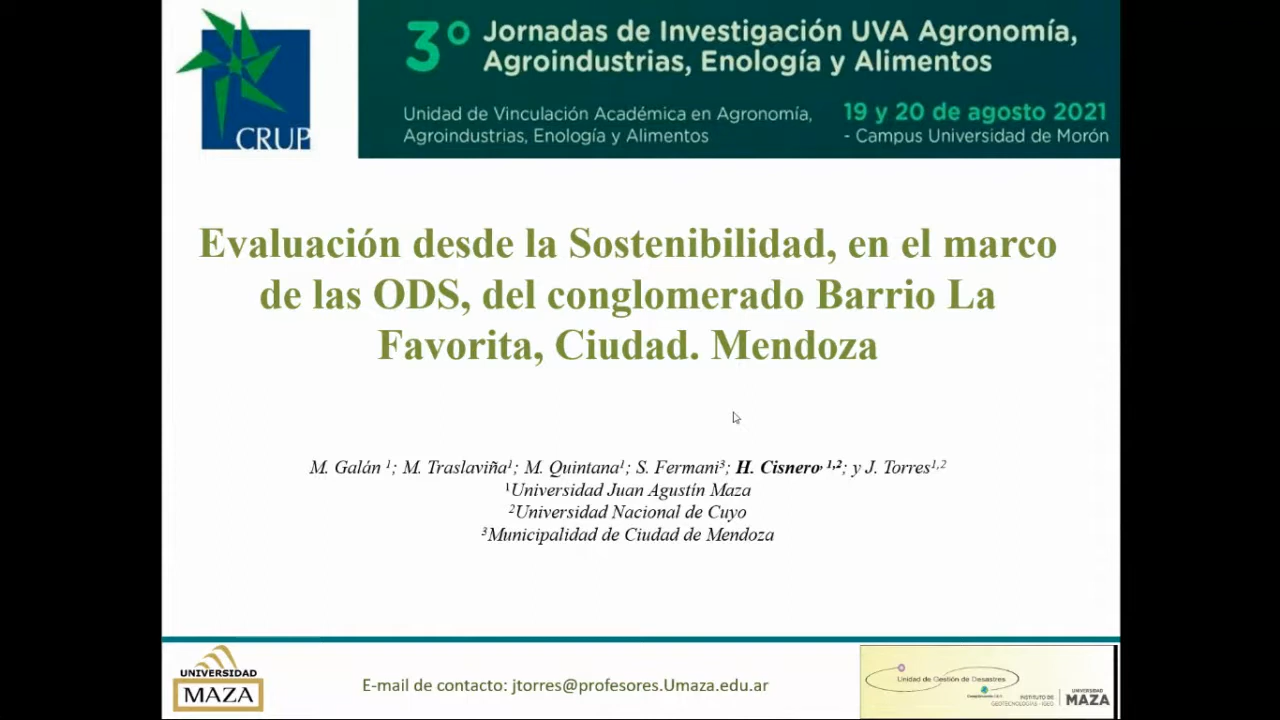 CRUP
3º Jornadas de Investigación UVA Agronomía,
Agroindustrias, Enología y Alimentos
Unidad de Vinculación Académica en Agronomía,
Agroindustrias, Enología y Alimentos
19 y 20 de agosto 2021
- Campus Universidad de Morón
Evaluación desde la Sostenibilidad, en el marco
de las ODS, del conglomerado Barrio La
Favorita, Ciudad. Mendoza
M. Galán ¹; M. Traslaviña¹; M. Quintana¹; S. Fermani³; H. Cisnero, ¹,²; y J. Torres¹,²
¹Universidad Juan Agustín Maza
²Universidad Nacional de Cuyo
³Municipalidad de Ciudad de Mendoza
UNIVERSIDAD
MAZA
E-mail de contacto: jtorres@profesores.Umaza.edu.ar
Unidad de Gestión de Desastres
INSTITUTO DE
GEOTECNOLOGÍAS - IGEO
UNIVERSIDAD
MAZA